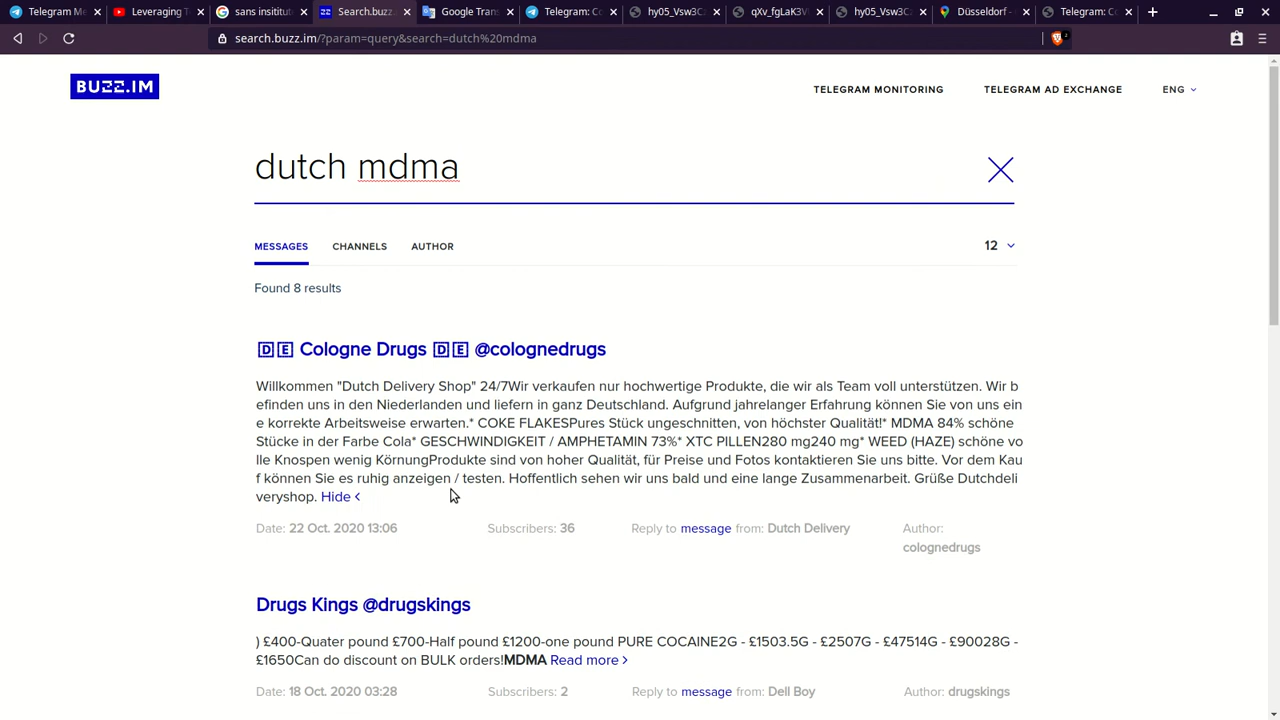 Telegram Me
Leveraging T
sans insititut
Search.buzz.
Google Tran
Telegram: Co
hy05_Vsw3C
qXv_fgLaK3V
hy05_Vsw3C
Düsseldorf -
Telegram: Co
search.buzz.im/?param=query&search=dutch%20mdma
BUZZ.IM
TELEGRAM MONITORING
TELEGRAM AD EXCHANGE
ENG
dutch mdma
MESSAGES
CHANNELS
AUTHOR
12
Found 8 results
🇩​🇪 Cologne Drugs 🇩​🇪 @colognedrugs
Willkommen "Dutch Delivery Shop" 24/7Wir verkaufen nur hochwertige Produkte, die wir als Team voll unterstützen. Wir b
efinden uns in den Niederlanden und liefern in ganz Deutschland. Aufgrund jahrelanger Erfahrung können Sie von uns ein
e korrekte Arbeitsweise erwarten.* COKE FLAKESPures Stück ungeschnitten, von höchster Qualität!* MDMA 84% schöne
Stücke in der Farbe Cola* GESCHWINDIGKEIT / AMPHETAMIN 73%* XTC PILLEN280 mg240 mg* WEED (HAZE) schöne vo
lle Knospen wenig KörnungProdukte sind von hoher Qualität, für Preise und Fotos kontaktieren Sie uns bitte. Vor dem Kau
f können Sie es ruhig anzeigen / testen. Hoffentlich sehen wir uns bald und eine lange Zusammenarbeit. Grüße Dutchdeli
veryshop. Hide <
Date: 22 Oct. 2020 13:06
Subscribers: 36
Reply to message from: Dutch Delivery
Author:
colognedrugs
Drugs Kings @drugskings
) £400-Quater pound £700-Half pound £1200-one pound PURE COCAINE2G - £1503.5G - £2507G - £47514G - £90028G -
£1650Can do discount on BULK orders!MDMA Read more >
Date: 18 Oct. 2020 03:28
Subscribers: 2
Reply to message from: Dell Boy
Author: drugskings